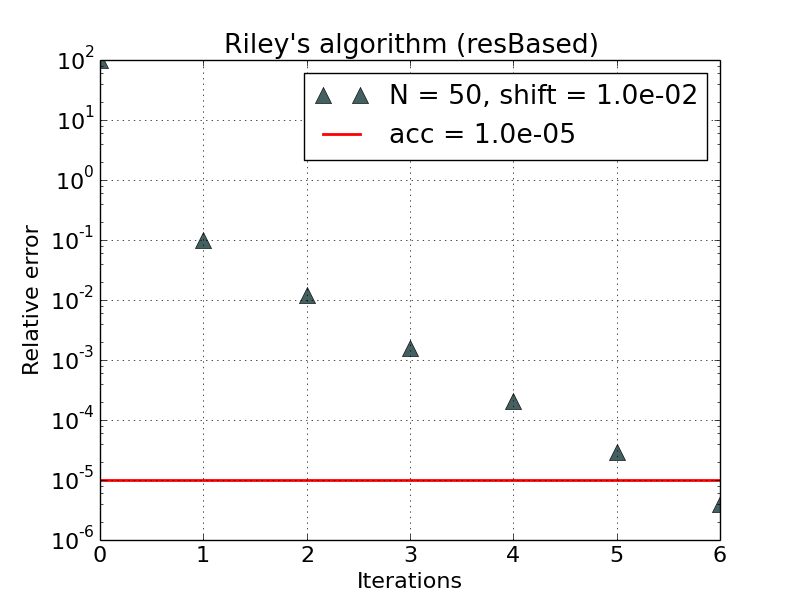 Riley's algorithm (resBased)
N = 50, shift = 1.0e-02
acc = 1.0e-05
Relative error
10^2
10^1
10^0
10^-1
10^-2
10^-3
10^-4
10^-5
10^-6
0 1 2 3 4 5 6
Iterations